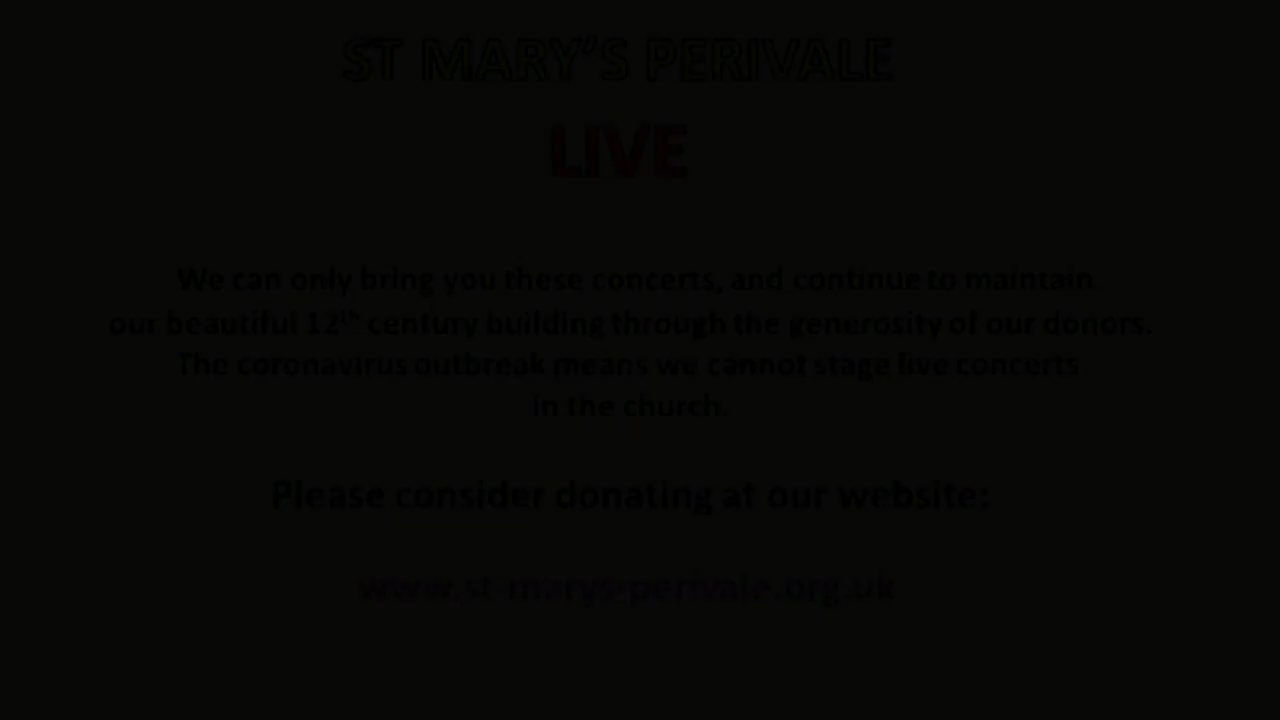 ST MARY'S PERIVALE
LIVE
We can only bring you these concerts, and continue to maintain
our beautiful 12th century building through the generosity of our donors.
The coronavirus outbreak means we cannot stage live concerts
in the church.
Please consider donating at our website:
www.st-marys-perivale.org.uk